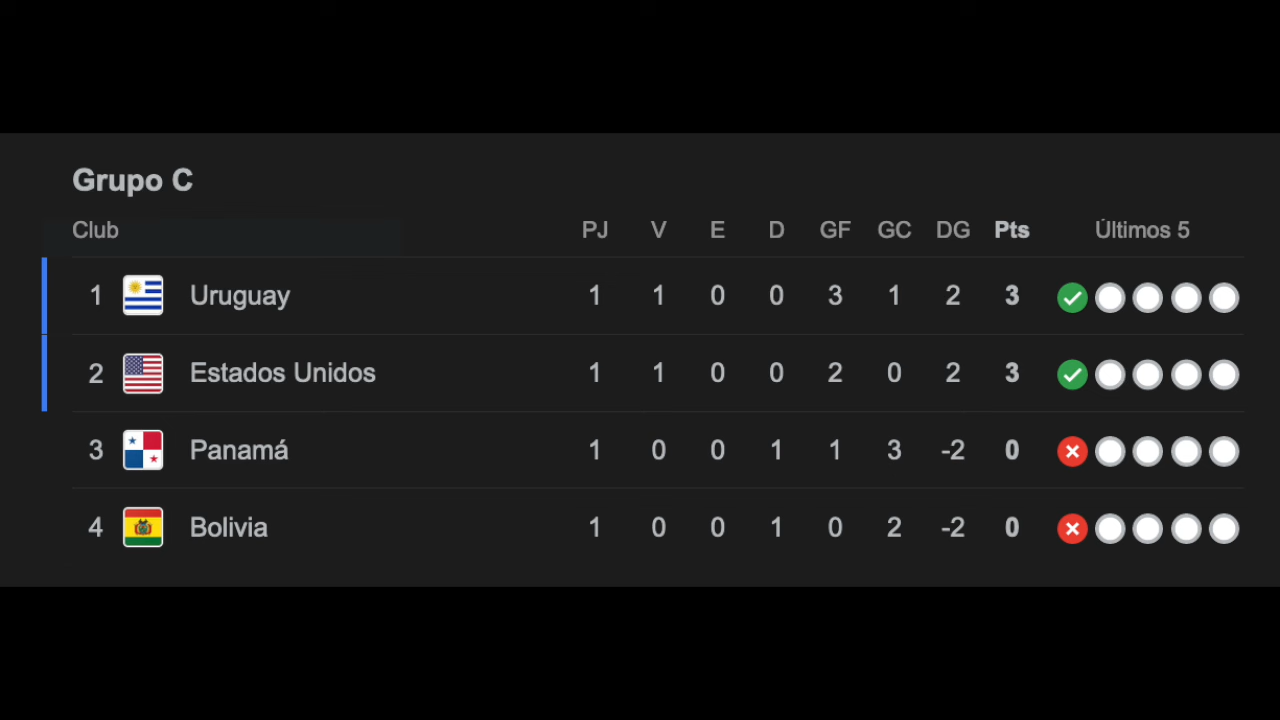 Grupo C
Club PJ V E D GF GC DG Pts Últimos 5
1 Uruguay 1 1 0 0 3 1 2 3
2 Estados Unidos 1 1 0 0 2 0 2 3
3 Panamá 1 0 0 1 1 3 -2 0
4 Bolivia 1 0 0 1 0 2 -2 0